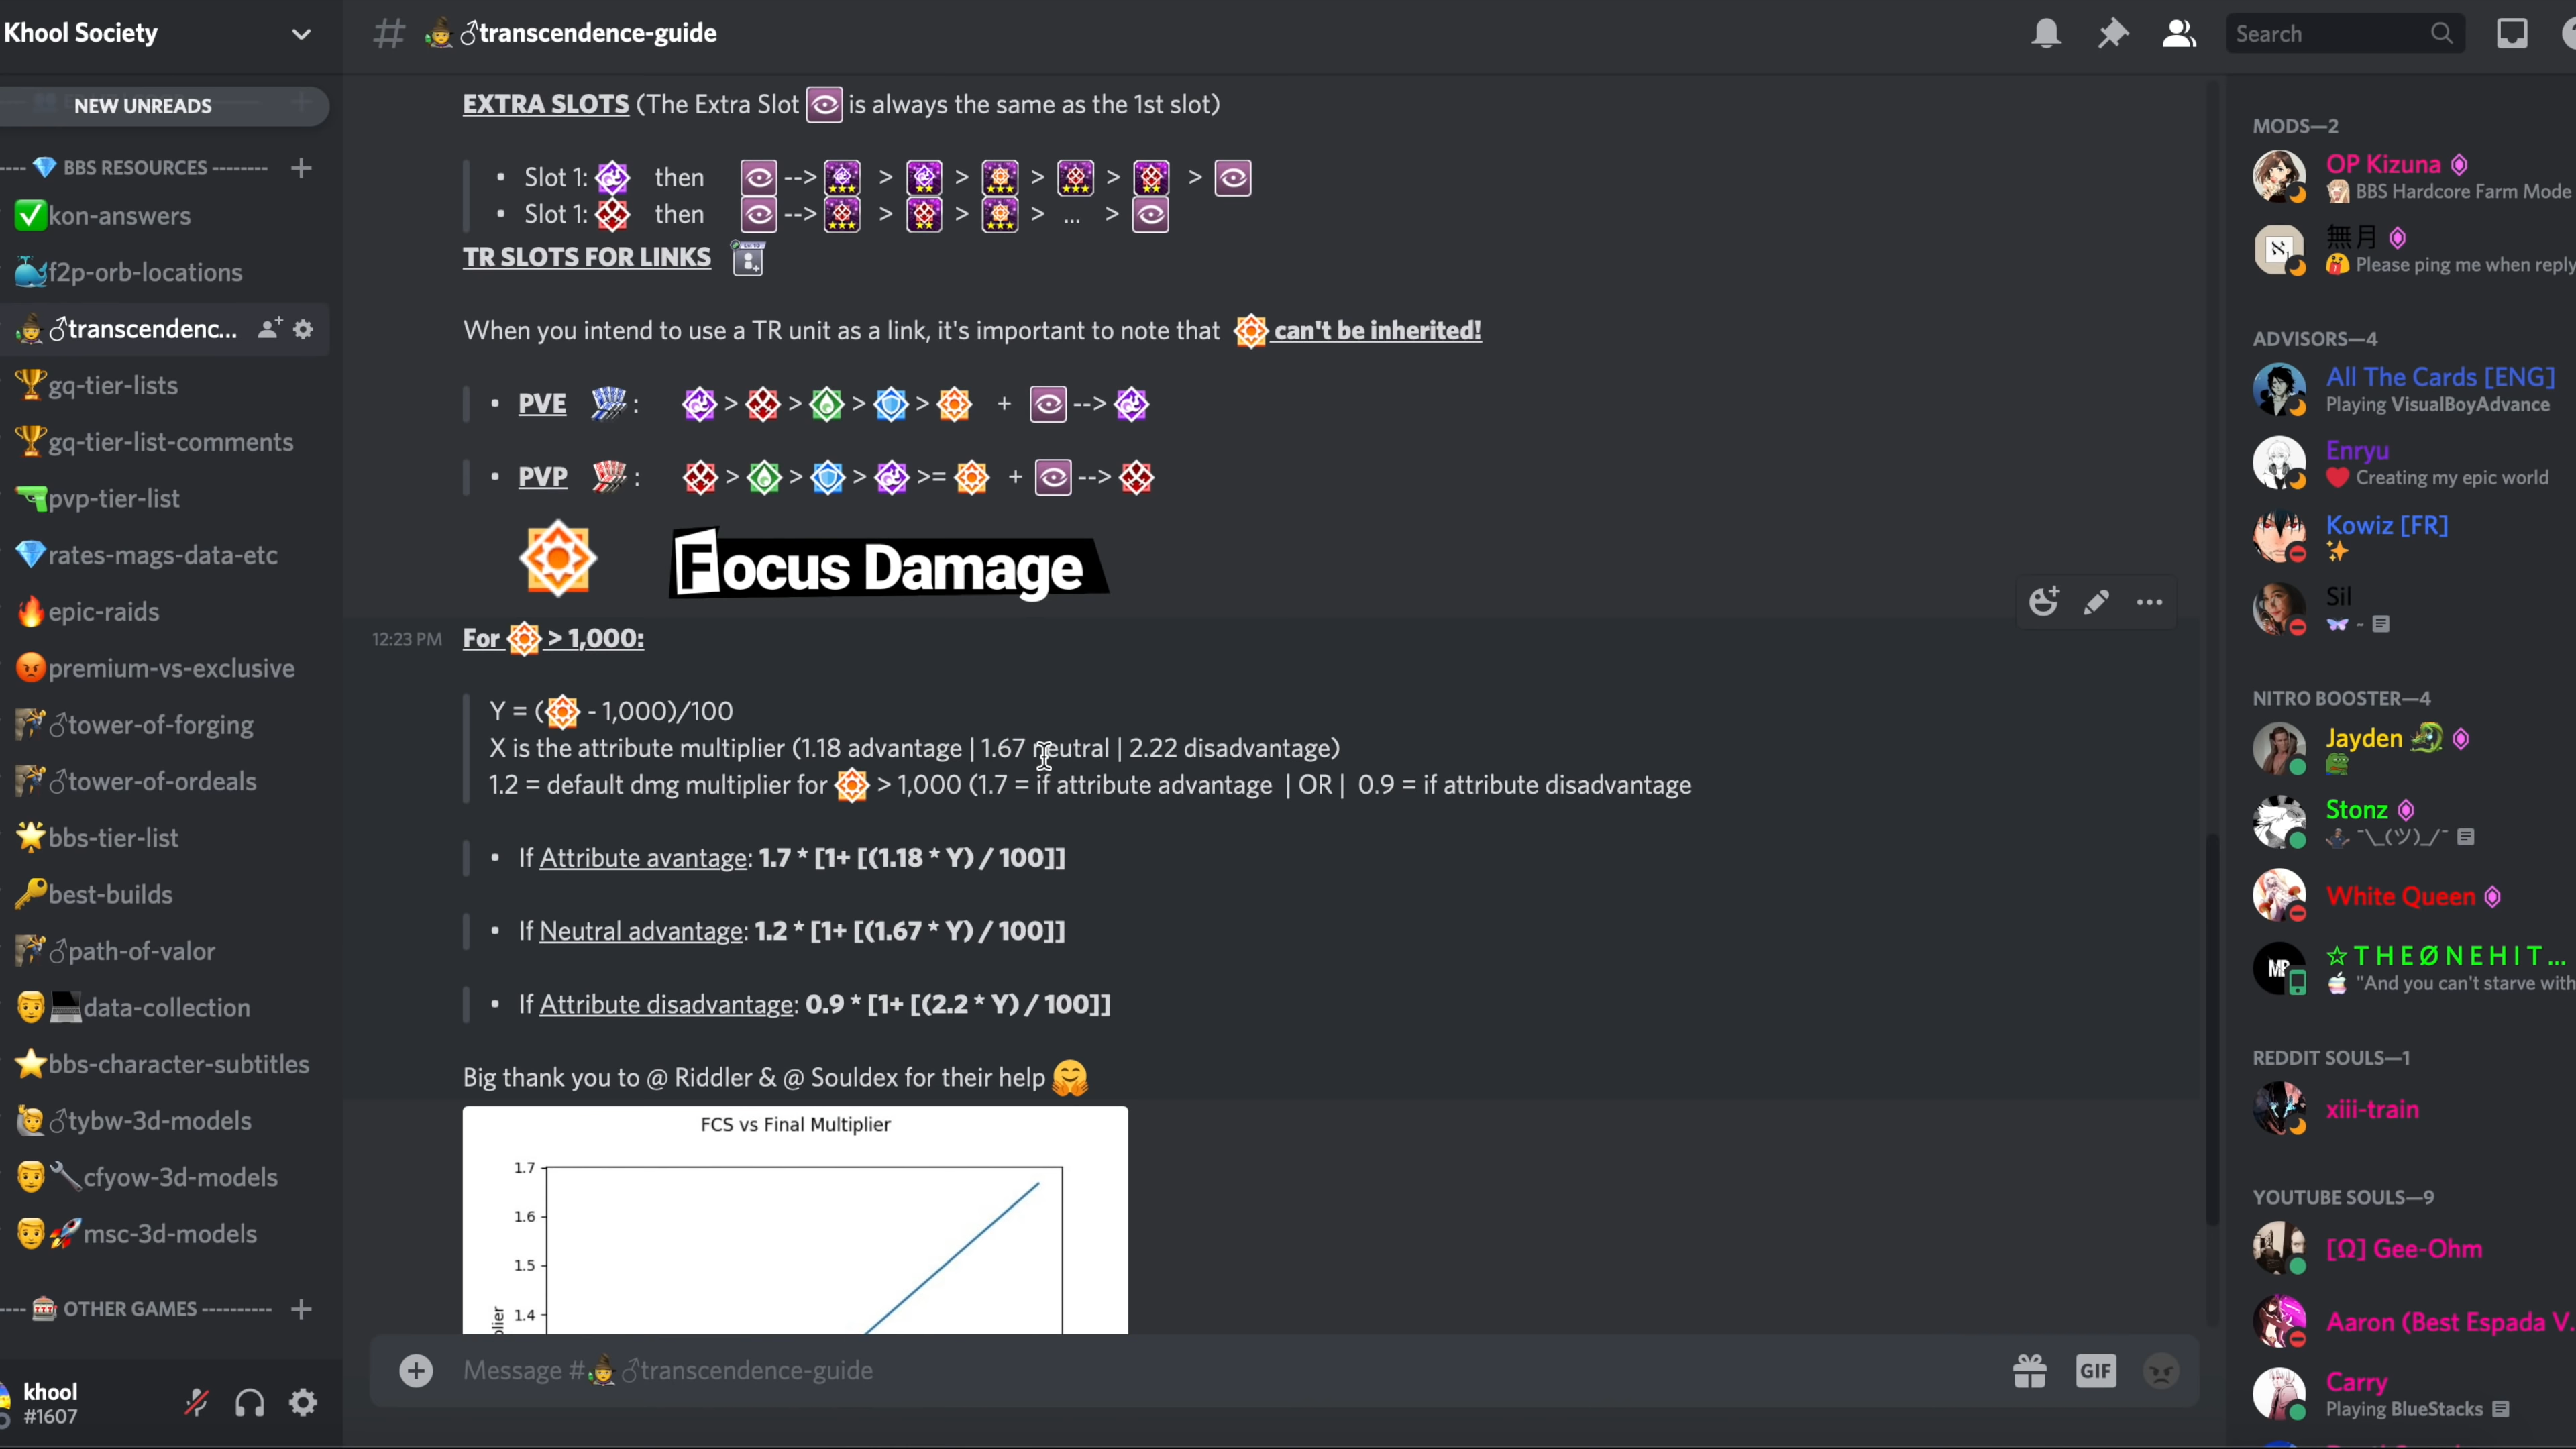 Khool Society
NEW UNREADS
---- BBS RESOURCES --------
kon-answers
f2p-orb-locations
♂transcendenc...
gq-tier-lists
gq-tier-list-comments
pvp-tier-list
rates-mags-data-etc
epic-raids
premium-vs-exclusive
♂tower-of-forging
♂tower-of-ordeals
bbs-tier-list
best-builds
♂path-of-valor
data-collection
bbs-character-subtitles
♂tybw-3d-models
cfyow-3d-models
msc-3d-models
---- OTHER GAMES ----------
khool
#1607
# ♂transcendence-guide
Search
EXTRA SLOTS (The Extra Slot is always the same as the 1st slot)
• Slot 1: then --> > > > > >
• Slot 1: then --> > > > ... >
TR SLOTS FOR LINKS
When you intend to use a TR unit as a link, it's important to note that can't be inherited!
• PVE : > > > > + -->
• PVP : > > > >= + -->
Focus Damage
12:23 PM
For > 1,000:
Y = ( - 1,000)/100
X is the attribute multiplier (1.18 advantage | 1.67 neutral | 2.22 disadvantage)
1.2 = default dmg multiplier for > 1,000 (1.7 = if attribute advantage | OR | 0.9 = if attribute disadvantage
• If Attribute avantage: 1.7 * [1+ [(1.18 * Y) / 100]]
• If Neutral advantage: 1.2 * [1+ [(1.67 * Y) / 100]]
• If Attribute disadvantage: 0.9 * [1+ [(2.2 * Y) / 100]]
Big thank you to @ Riddler & @ Souldex for their help
FCS vs Final Multiplier
1.7
1.6
1.5
1.4
plier
Message # ♂transcendence-guide
GIF
MODS—2
OP Kizuna
BBS Hardcore Farm Mode
無月
Please ping me when reply
ADVISORS—4
All The Cards [ENG]
Playing VisualBoyAdvance
Enryu
Creating my epic world
Kowiz [FR]
Sil
~
NITRO BOOSTER—4
Jayden
Stonz
¯\_(ツ)_/¯
White Queen
☆ T H E Ø N E H I T ...
"And you can't starve with
REDDIT SOULS—1
xiii-train
YOUTUBE SOULS—9
[Ω] Gee-Ohm
Aaron (Best Espada V...
Carry
Playing BlueStacks